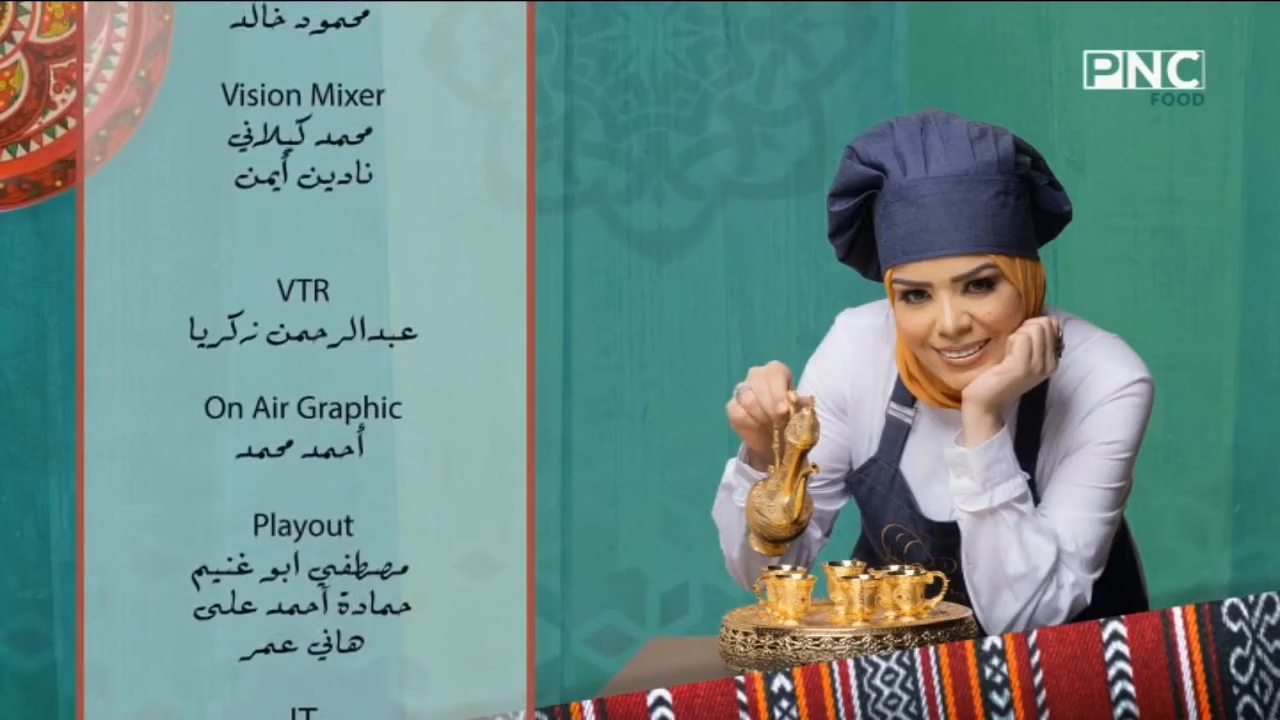 محمود خالد
Vision Mixer
محمد كيلاني
نادين أيمن
VTR
عبدالرحمن زكريا
On Air Graphic
أحمد محمد
Playout
مصطفي ابو غنيم
حمادة أحمد على
هاني عمر
IT
PNC
FOOD